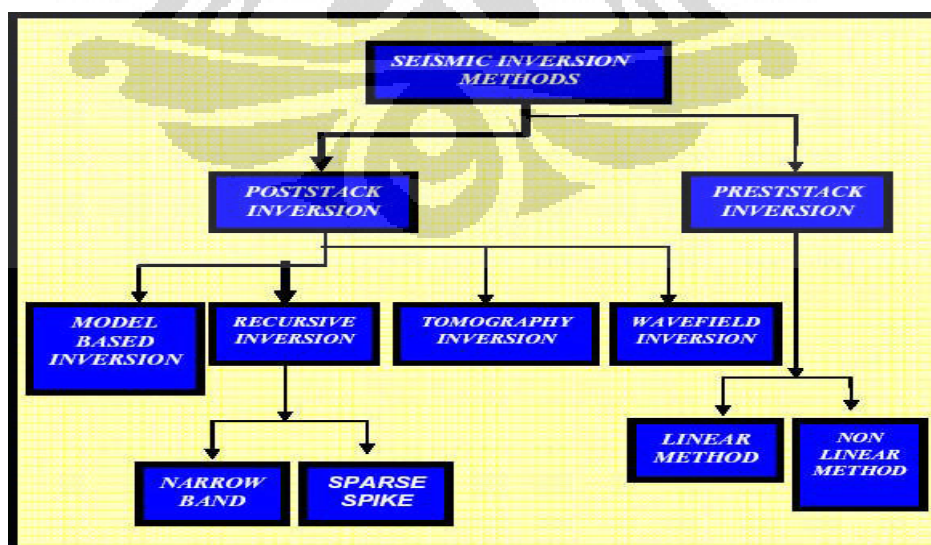 SEISMIC INVERSION
METHODS
POSTSTACK
INVERSION
PRESTSTACK
INVERSION
MODEL
BASED
INVERSION
RECURSIVE
INVERSION
TOMOGRAPHY
INVERSION
WAVEFIELD
INVERSION
LINEAR
METHOD
NON
LINEAR
METHOD
NARROW
BAND
SPARSE
SPIKE